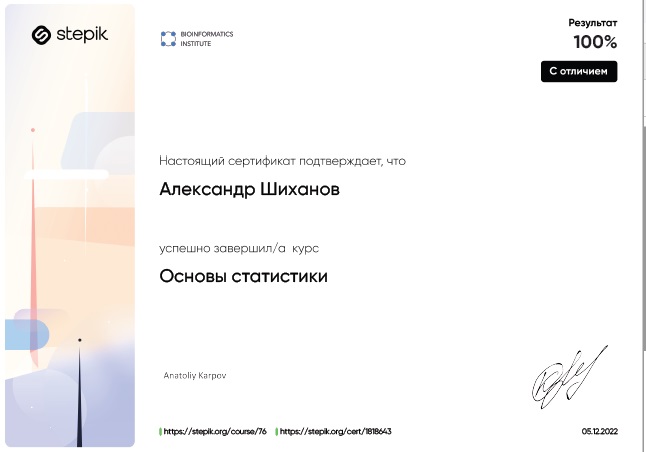 stepik
BIOINFORMATICS
INSTITUTE
Результат
100%
С отличием
Настоящий сертификат подтверждает, что
Александр Шиханов
успешно завершил/а курс
Основы статистики
Anatoliy Karpov
https://stepik.org/course/76 https://stepik.org/cert/1818643
05.12.2022